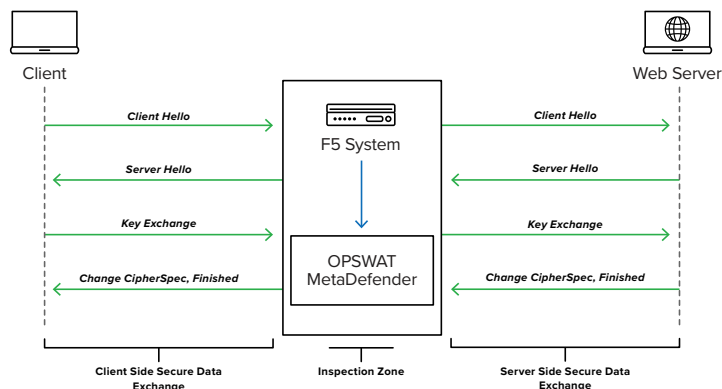 Client
Web Server
Client Hello
Client Hello
F5 System
Server Hello
Server Hello
Key Exchange
Key Exchange
OPSWAT
MetaDefender
Change CipherSpec, Finished
Change CipherSpec, Finished
Client Side Secure Data
Exchange
Inspection Zone
Server Side Secure Data
Exchange